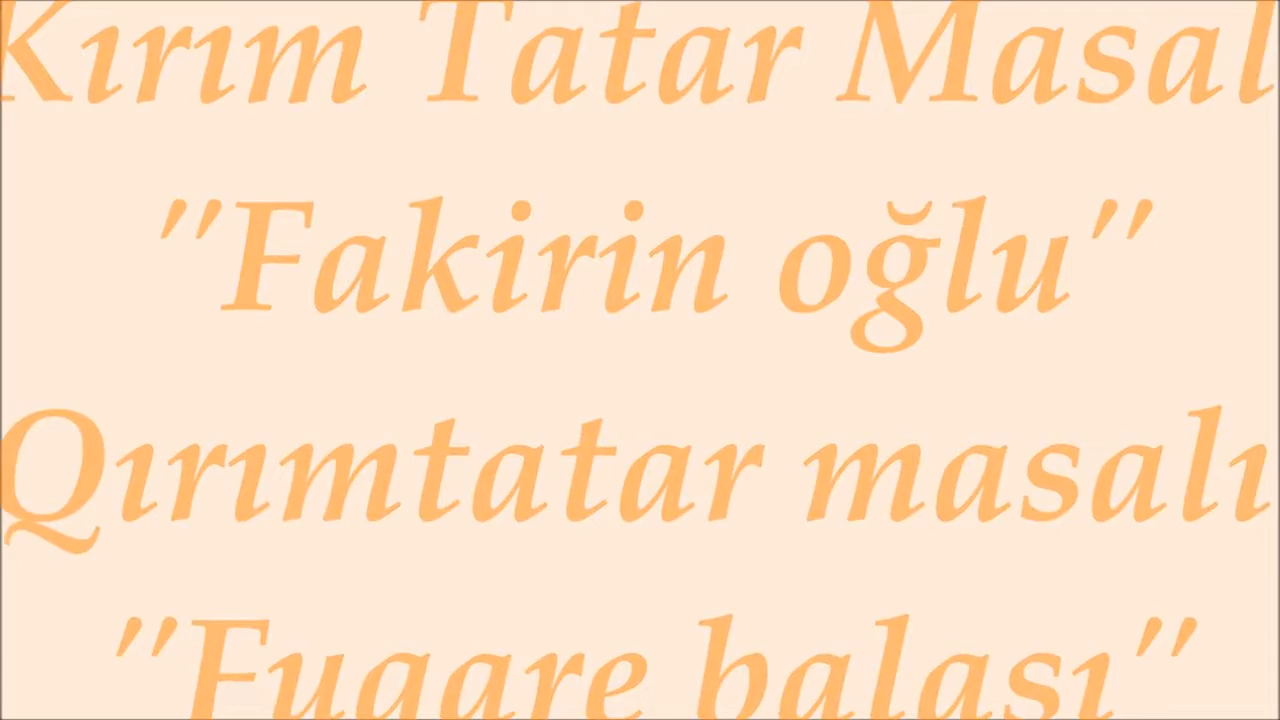 Kırım Tatar Masal
"Fakirin oğlu"
Qırımtatar masalı
"Fuqare balası"